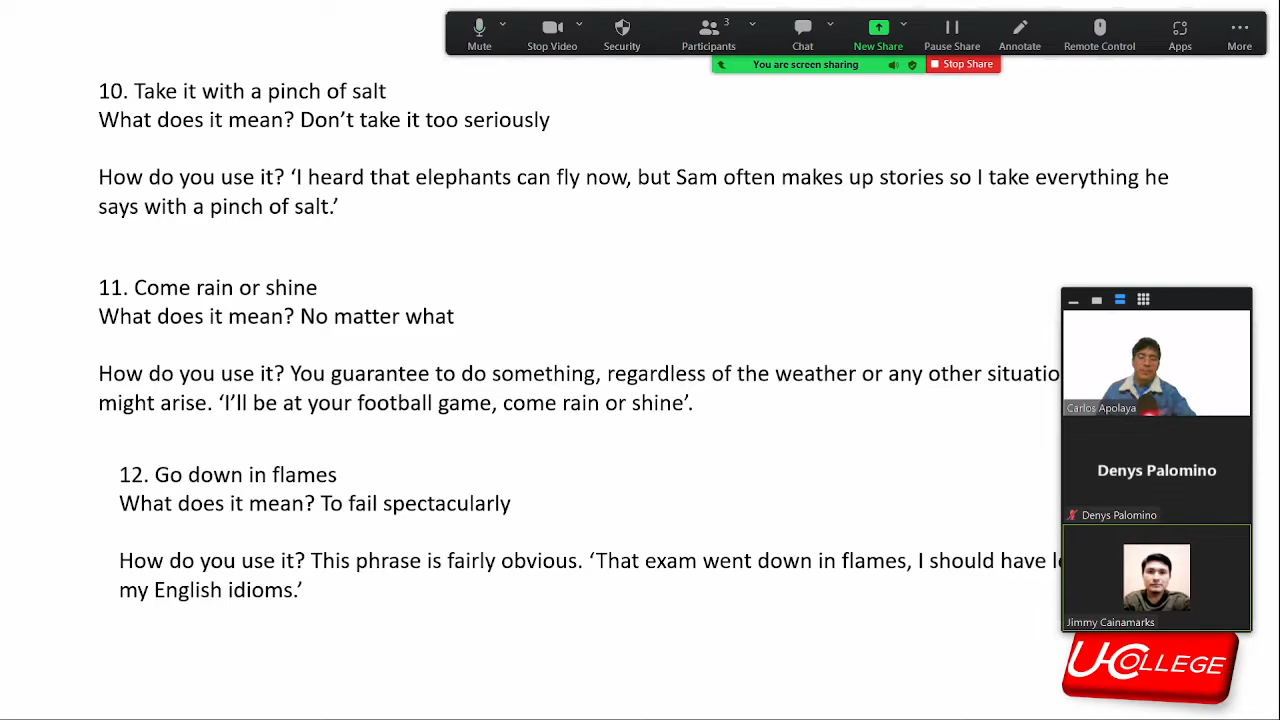 Mute
Stop Video
Security
Participants
3
Chat
New Share
Pause Share
Annotate
Remote Control
Apps
More
You are screen sharing
Stop Share
10. Take it with a pinch of salt
What does it mean? Don’t take it too seriously
How do you use it? ‘I heard that elephants can fly now, but Sam often makes up stories so I take everything he
says with a pinch of salt.’
11. Come rain or shine
What does it mean? No matter what
How do you use it? You guarantee to do something, regardless of the weather or any other
might arise. ‘I’ll be at your football game, come rain or shine’.
12. Go down in flames
What does it mean? To fail spectacularly
How do you use it? This phrase is fairly obvious. ‘That exam went down in flames, I should have
my English idioms.’
Carlos Apolaya
Denys Palomino
Denys Palomino
Jimmy Cainamarks
U-COLLEGE